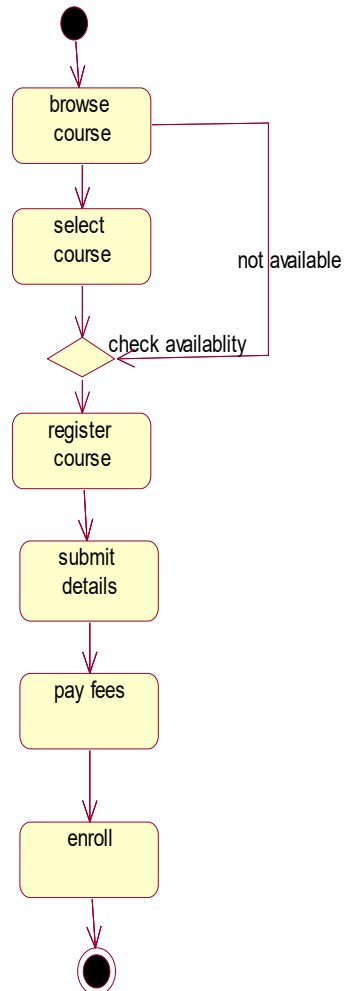 browse
course
select
course
not available
check availablity
register
course
submit
details
pay fees
enroll